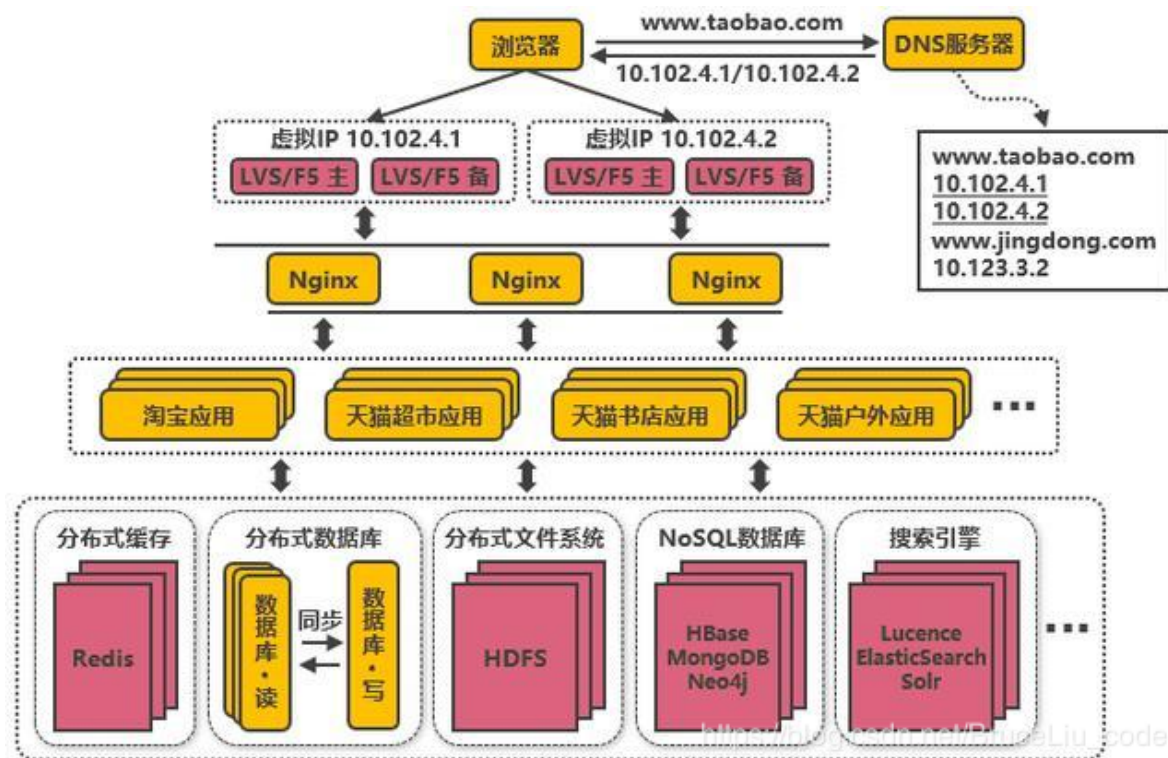 www.taobao.com
浏览器
DNS服务器
10.102.4.1/10.102.4.2
虚拟IP 10.102.4.1
LVS/F5 主
LVS/F5 备
虚拟IP 10.102.4.2
LVS/F5 主
LVS/F5 备
www.taobao.com
10.102.4.1
10.102.4.2
www.jingdong.com
10.123.3.2
Nginx
Nginx
Nginx
淘宝应用
天猫超市应用
天猫书店应用
天猫户外应用
分布式缓存
Redis
分布式数据库
数据库·读
同步
数据库·写
分布式文件系统
HDFS
NoSQL数据库
HBase
MongoDB
Neo4j
搜索引擎
Lucence
ElasticSearch
Solr
https://blog.csdn.net/BruceLiu_code